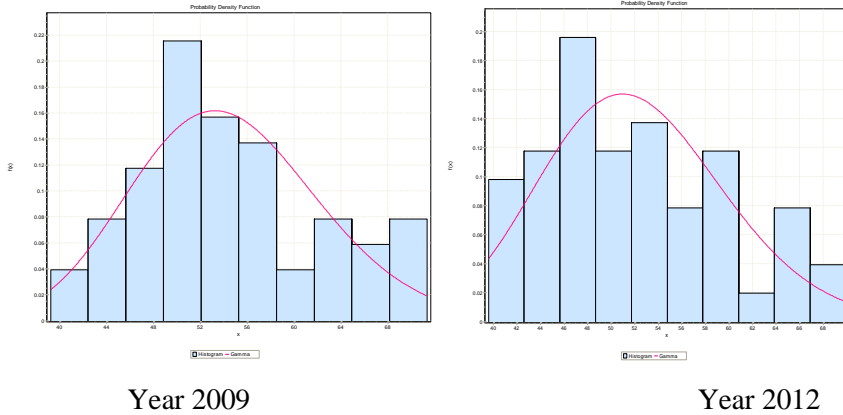 Probability Density Function
0.22
0.2
0.18
0.16
0.14
0.12
0.1
0.08
0.06
0.04
0.02
0
f(x)
40 44 48 52 56 60 64 68
x
Histogram Gamma
Year 2009
Probability Density Function
0.2
0.18
0.16
0.14
0.12
0.1
0.08
0.06
0.04
0.02
0
f(x)
40 42 44 46 48 50 52 54 56 58 60 62 64 66 68
x
Histogram Gamma
Year 2012